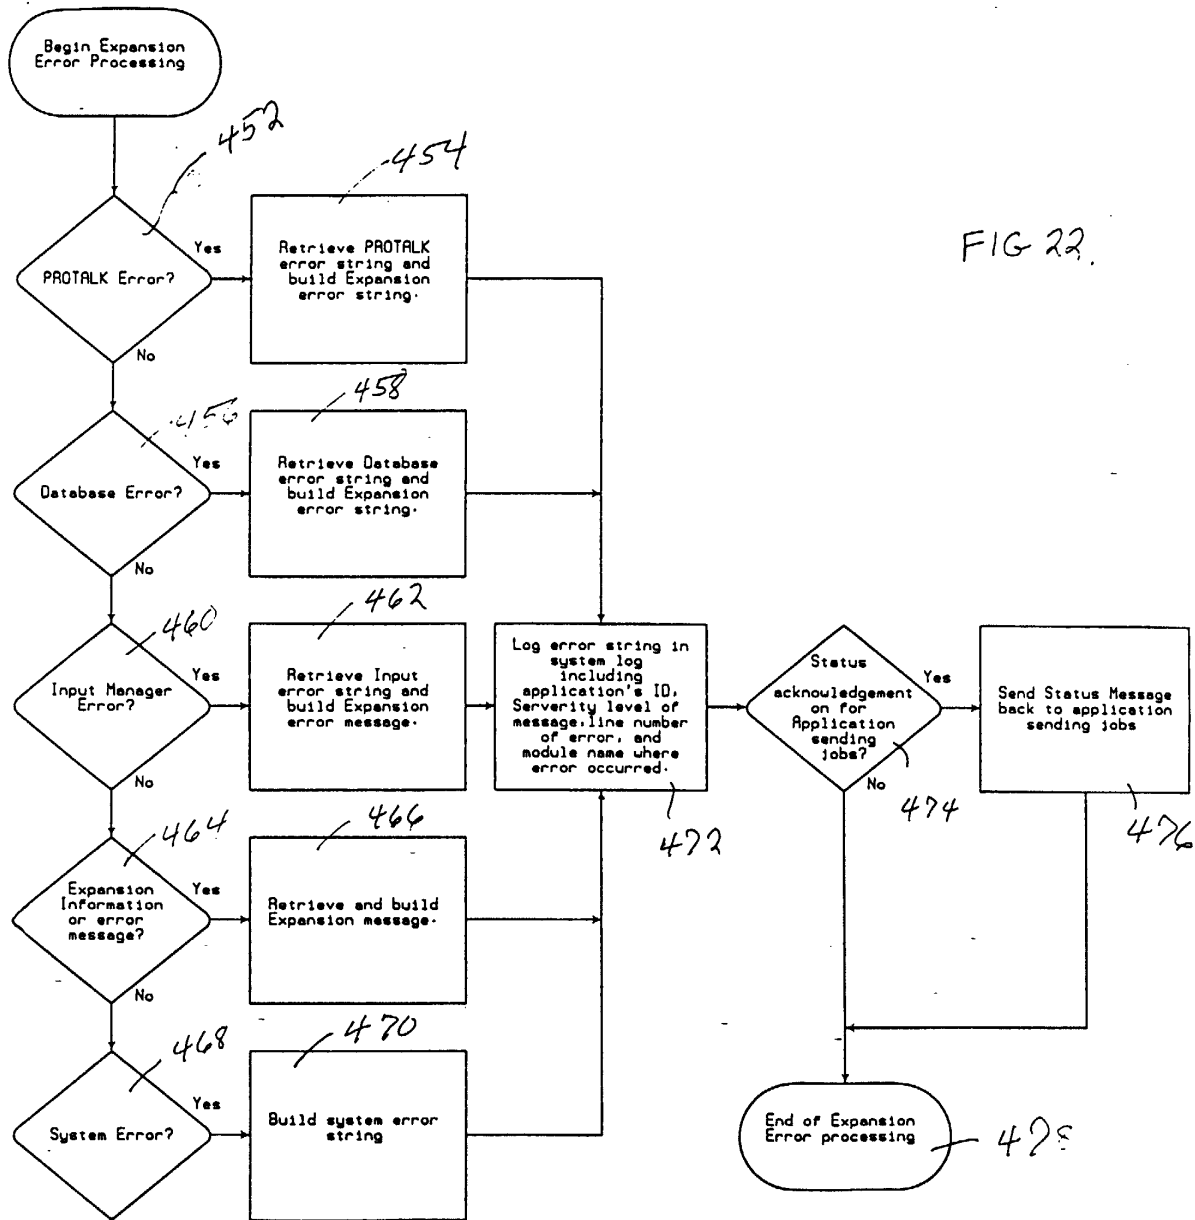 Begin Expansion
Error Processing
452
454
PROTALK Error?
Yes
No
Retrieve PROTALK
error string and
build Expansion
error string.
FIG 22.
456
458
Database Error?
Yes
No
Retrieve Database
error string and
build Expansion
error string.
460
462
Input Manager
Error?
Yes
No
Retrieve Input
error string and
build Expansion
error message.
Log error string in
system log
including
application's ID,
Serverity level of
message,line number
of error, and
module name where
error occurred.
472
Status
acknowledgement
on for
Application
sending
jobs?
Yes
No
474
Send Status Message
back to application
sending jobs
476
464
466
Expansion
Information
or error
message?
Yes
No
Retrieve and build
Expansion message.
468
470
System Error?
Yes
Build system error
string
End of Expansion
Error processing
478